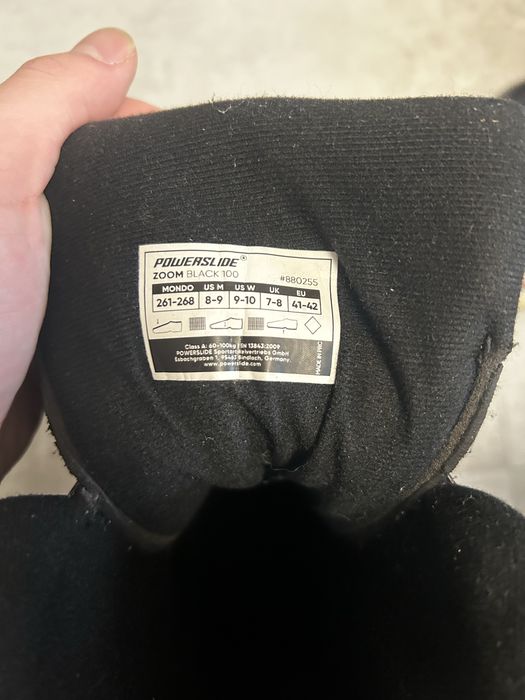 POWERSLIDE®
ZOOM BLACK 100 #880255
MONDO US M US W UK EU
261-268 8-9 9-10 7-8 41-42
Class A: 60-100kg EN 13843:2009
POWERSLIDE Sportartikelvertriebs GmbH
Esbachgraben 1, 95463 Bindlach, Germany
www.powerslide.com
MADE IN PRC